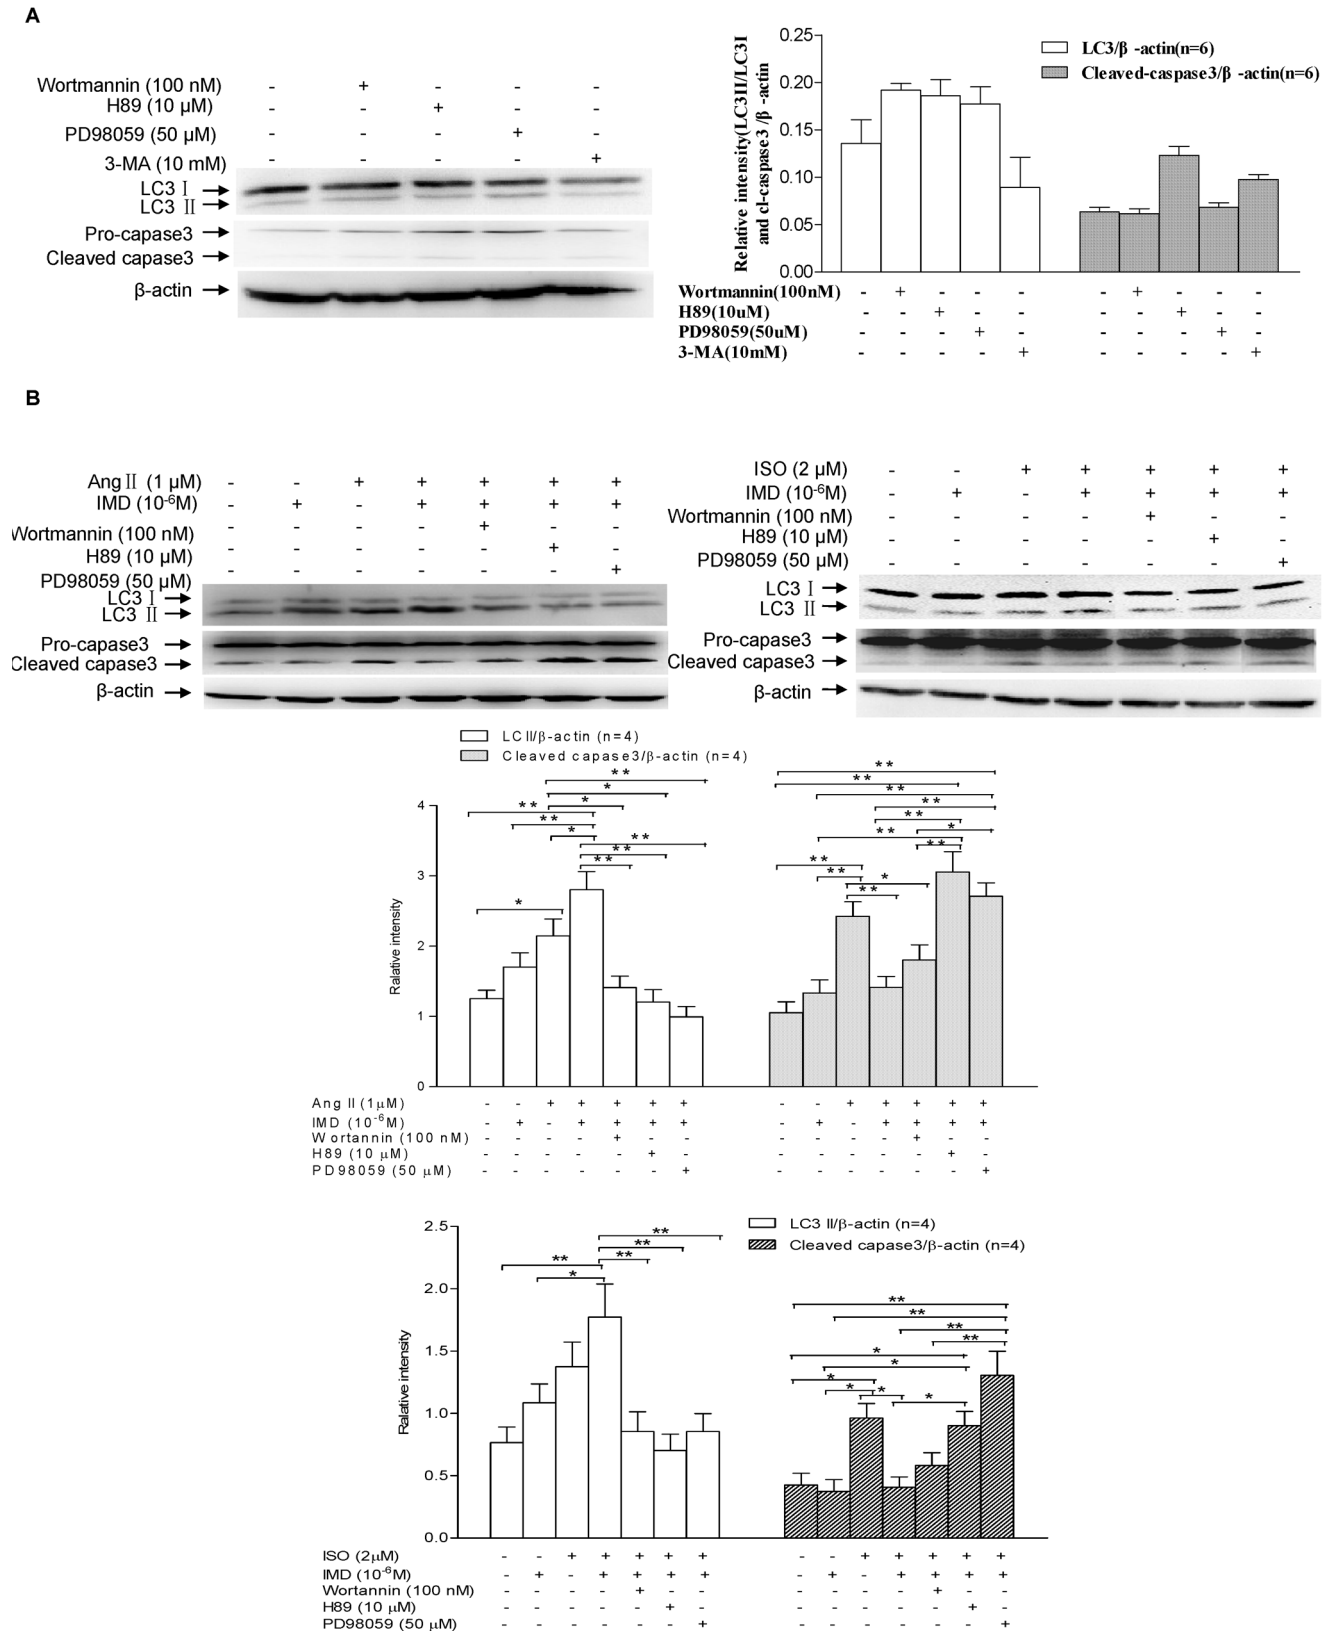 A
Wortmannin (100 nM) - + - - -
H89 (10 µM) - - + - -
PD98059 (50 µM) - - - + -
3-MA (10 mM) - - - - +
LC3 Ⅰ
LC3 Ⅱ
Pro-capase3
Cleaved capase3
β-actin
Relative intensity(LC3II/LC3I
and cl-caspase3 /β -actin
0.25
0.20
0.15
0.10
0.05
0.00
LC3/β -actin(n=6)
Cleaved-caspase3/β -actin(n=6)
Wortmannin(100nM) - + - - - - + - - -
H89(10uM) - - + - - - - + - -
PD98059(50uM) - - - + - - - - + -
3-MA(10mM) - - - - + - - - - +
B
Ang Ⅱ (1 µM) - - + + + + +
IMD (10-6M) - + - + + + +
Wortmannin (100 nM) - - - - + - -
H89 (10 µM) - - - - - + -
PD98059 (50 µM) - - - - - - +
LC3 Ⅰ
LC3 Ⅱ
Pro-capase3
Cleaved capase3
β-actin
ISO (2 µM) - - + + + + +
IMD (10-6M) - + - + + + +
Wortmannin (100 nM) - - - - + - -
H89 (10 µM) - - - - - + -
PD98059 (50 µM) - - - - - - +
LC3 Ⅰ
LC3 Ⅱ
Pro-capase3
Cleaved capase3
β-actin
LC II/β-actin (n=4)
Cleaved capase3/β-actin (n=4)
Ralative intensity
4
3
2
1
0
** * * ** ** * ** ** ** *
** ** ** ** ** * ** ** ** ** * **
Ang II (1µM) - - + + + + + - - + + + + +
IMD (10-6M) - + - + + + + - + - + + + +
Wortannin (100 nM) - - - - + - - - - - - + - -
H89 (10 µM) - - - - - + - - - - - - + -
PD98059 (50 µM) - - - - - - + - - - - - - +
LC3 II/β-actin (n=4)
Cleaved capase3/β-actin (n=4)
Ralative intensity
2.5
2.0
1.5
1.0
0.5
0.0
** ** ** ** *
** ** ** ** * * * * * *
ISO (2µM) - - + + + + + - - + + + + +
IMD (10-6M) - + - + + + + - + - + + + +
Wortannin (100 nM) - - - - + - - - - - - + - -
H89 (10 µM) - - - - - + - - - - - - + -
PD98059 (50 µM) - - - - - - + - - - - - - +